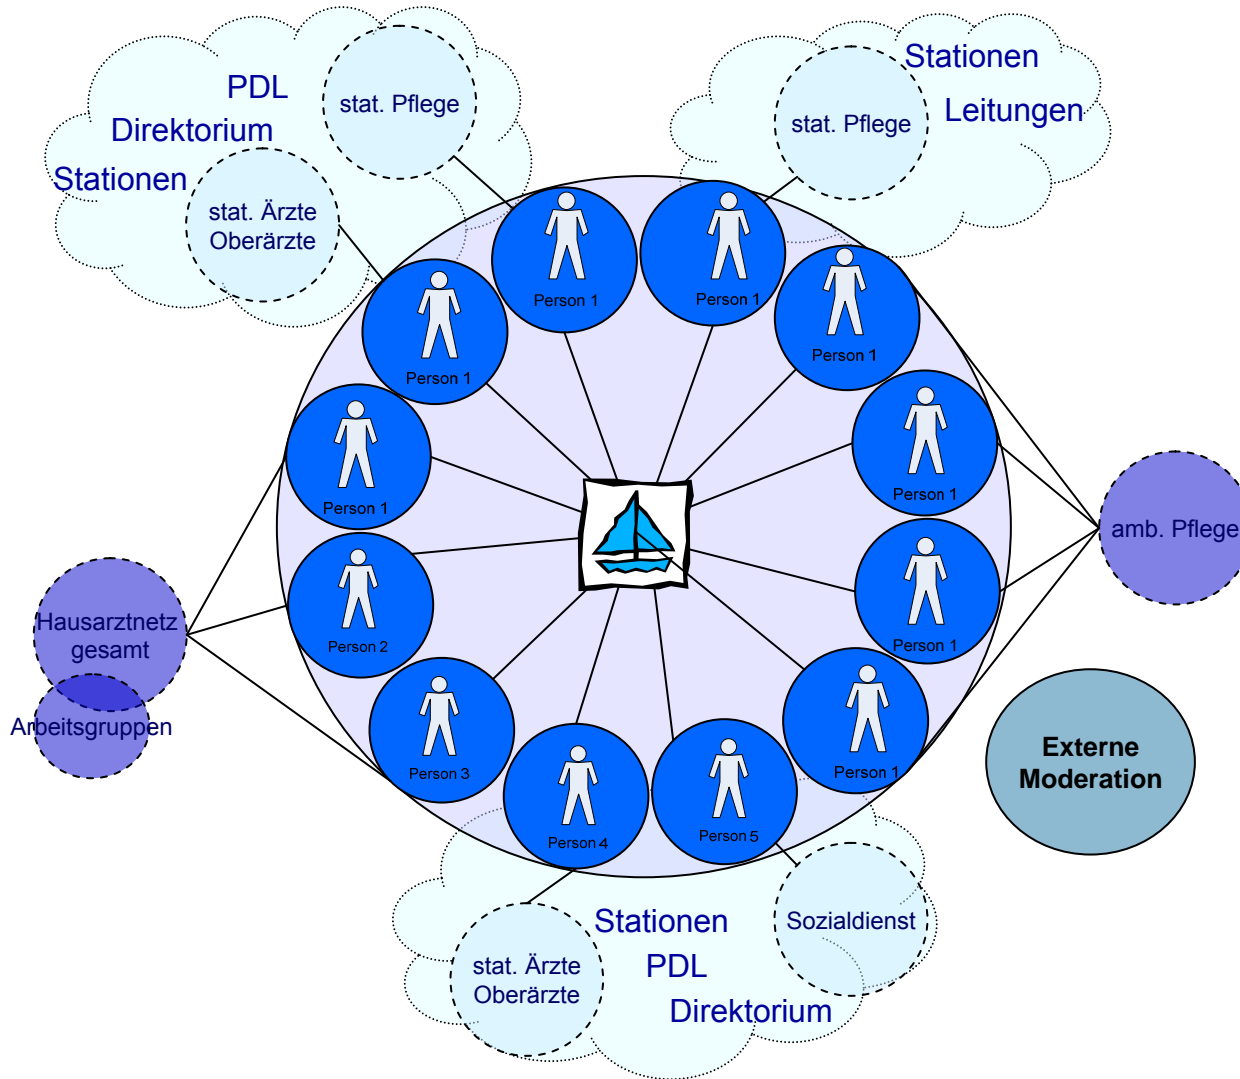 PDL
Direktorium
Stationen
stat. Pflege
stat. Ärzte
Oberärzte
Stationen
Leitungen
stat. Pflege
Person 1
Person 1
Person 1
Person 1
Person 1
Person 1
Person 1
Person 1
Person 2
Person 3
Person 4
Person 5
Person 1
Hausarztnetz
gesamt
Arbeitsgruppen
amb. Pflege
Externe
Moderation
Stationen
PDL
Direktorium
stat. Ärzte
Oberärzte
Sozialdienst